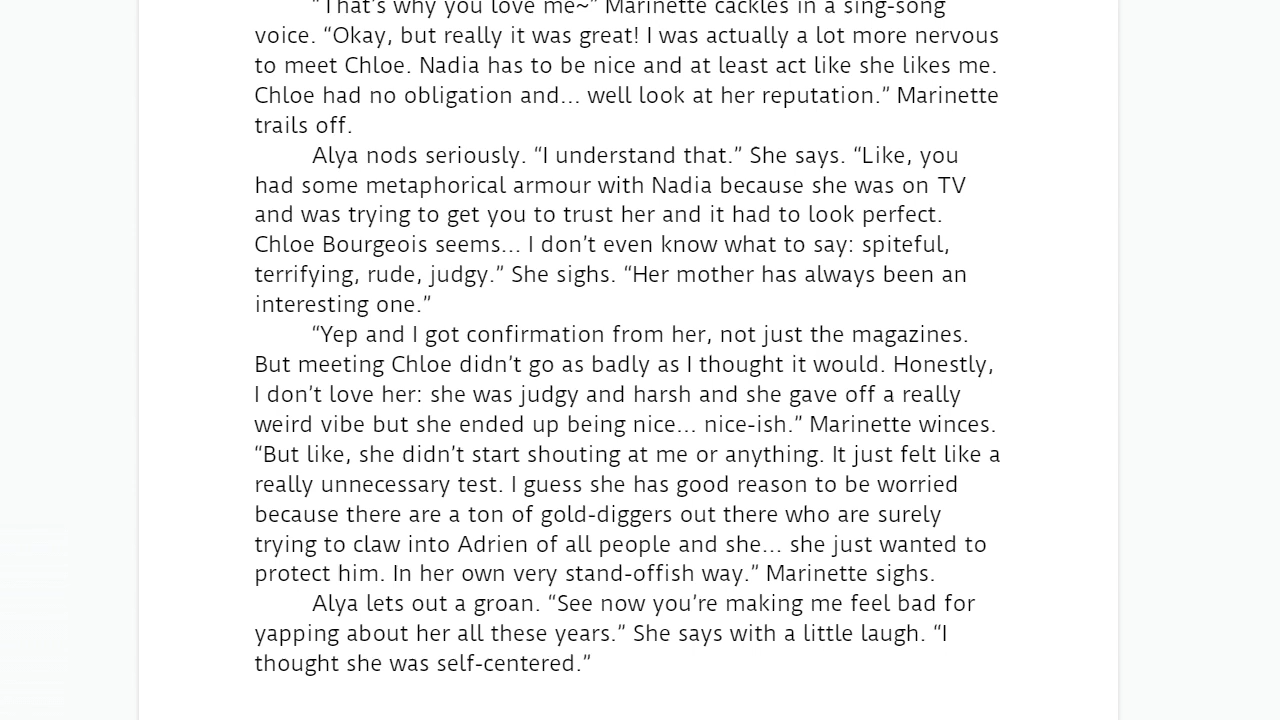 "That's why you love me~" Marinette cackles in a sing-song
voice. “Okay, but really it was great! I was actually a lot more nervous
to meet Chloe. Nadia has to be nice and at least act like she likes me.
Chloe had no obligation and... well look at her reputation.” Marinette
trails off.
Alya nods seriously. “I understand that.” She says. “Like, you
had some metaphorical armour with Nadia because she was on TV
and was trying to get you to trust her and it had to look perfect.
Chloe Bourgeois seems... I don’t even know what to say: spiteful,
terrifying, rude, judgy.” She sighs. “Her mother has always been an
interesting one.”
“Yep and I got confirmation from her, not just the magazines.
But meeting Chloe didn’t go as badly as I thought it would. Honestly,
I don’t love her: she was judgy and harsh and she gave off a really
weird vibe but she ended up being nice... nice-ish.” Marinette winces.
“But like, she didn’t start shouting at me or anything. It just felt like a
really unnecessary test. I guess she has good reason to be worried
because there are a ton of gold-diggers out there who are surely
trying to claw into Adrien of all people and she... she just wanted to
protect him. In her own very stand-offish way.” Marinette sighs.
Alya lets out a groan. “See now you’re making me feel bad for
yapping about her all these years.” She says with a little laugh. “I
thought she was self-centered.”